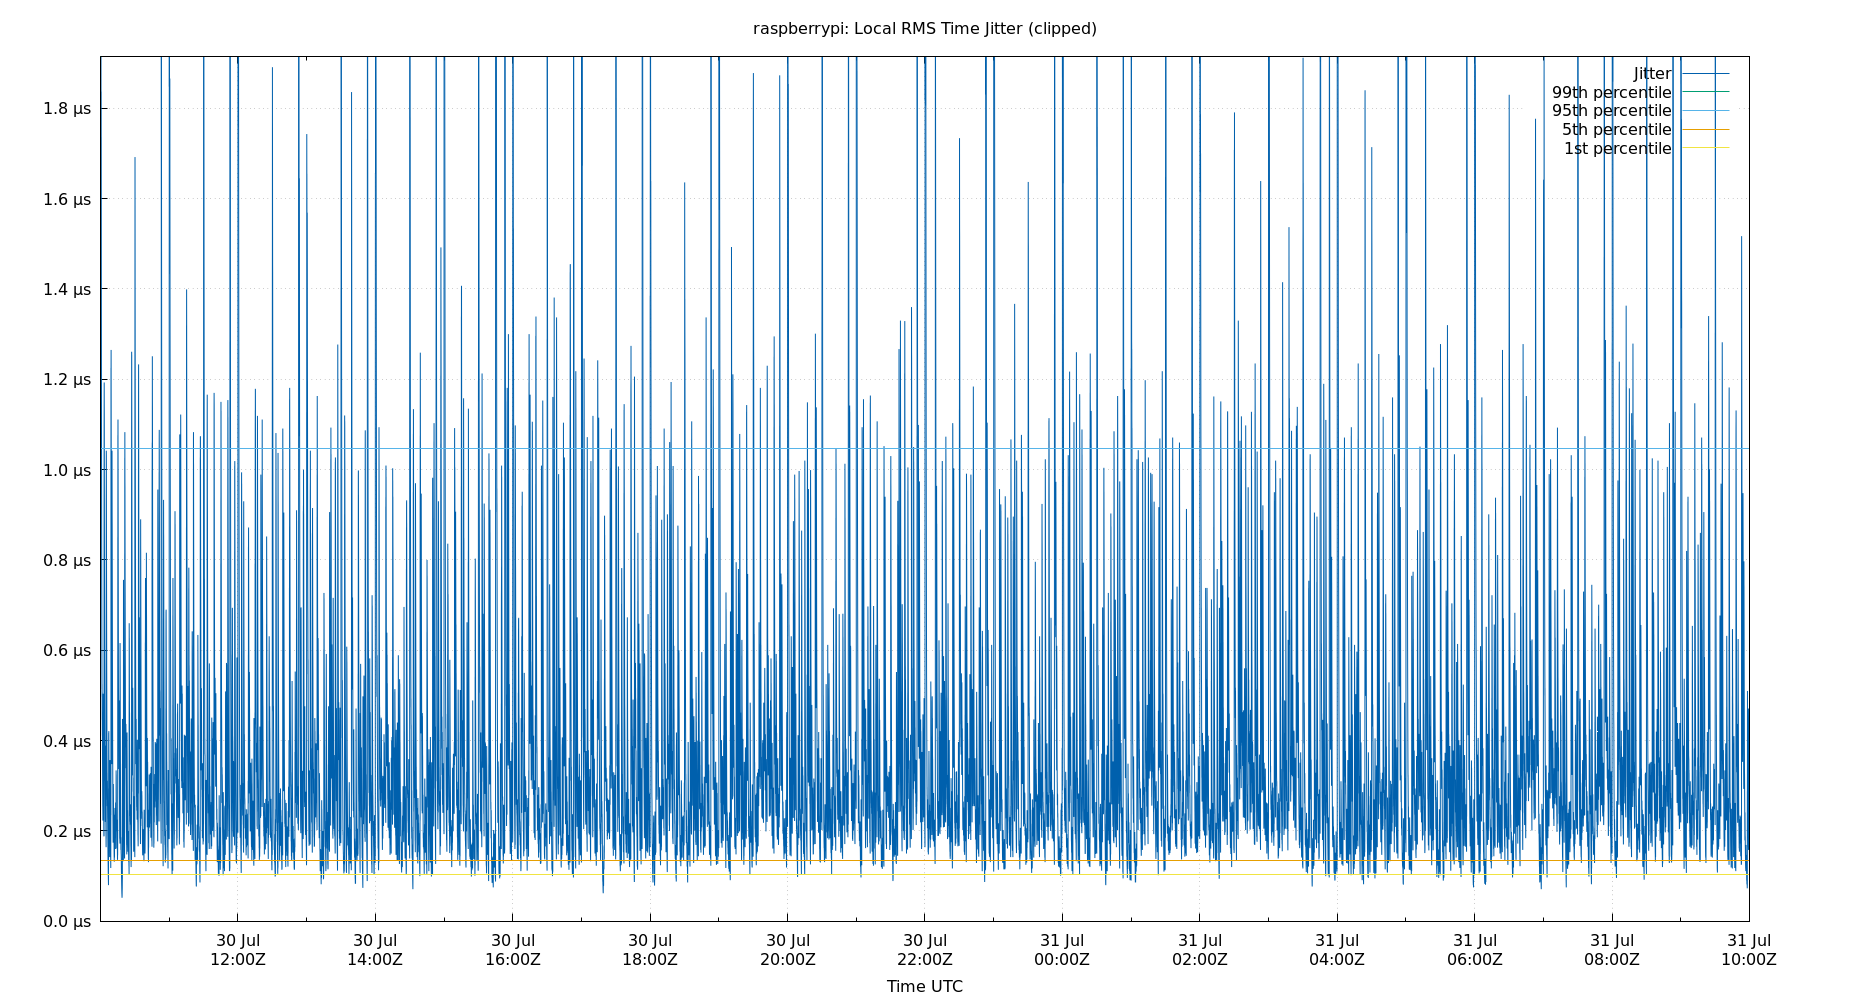 raspberrypi: Local RMS Time Jitter (clipped)
Jitter
99th percentile
95th percentile
5th percentile
1st percentile
1.8 µs
1.6 µs
1.4 µs
1.2 µs
1.0 µs
0.8 µs
0.6 µs
0.4 µs
0.2 µs
0.0 µs
30 Jul 30 Jul 30 Jul 30 Jul 30 Jul 30 Jul 31 Jul 31 Jul 31 Jul 31 Jul 31 Jul 31 Jul
12:00Z 14:00Z 16:00Z 18:00Z 20:00Z 22:00Z 00:00Z 02:00Z 04:00Z 06:00Z 08:00Z 10:00Z
Time UTC